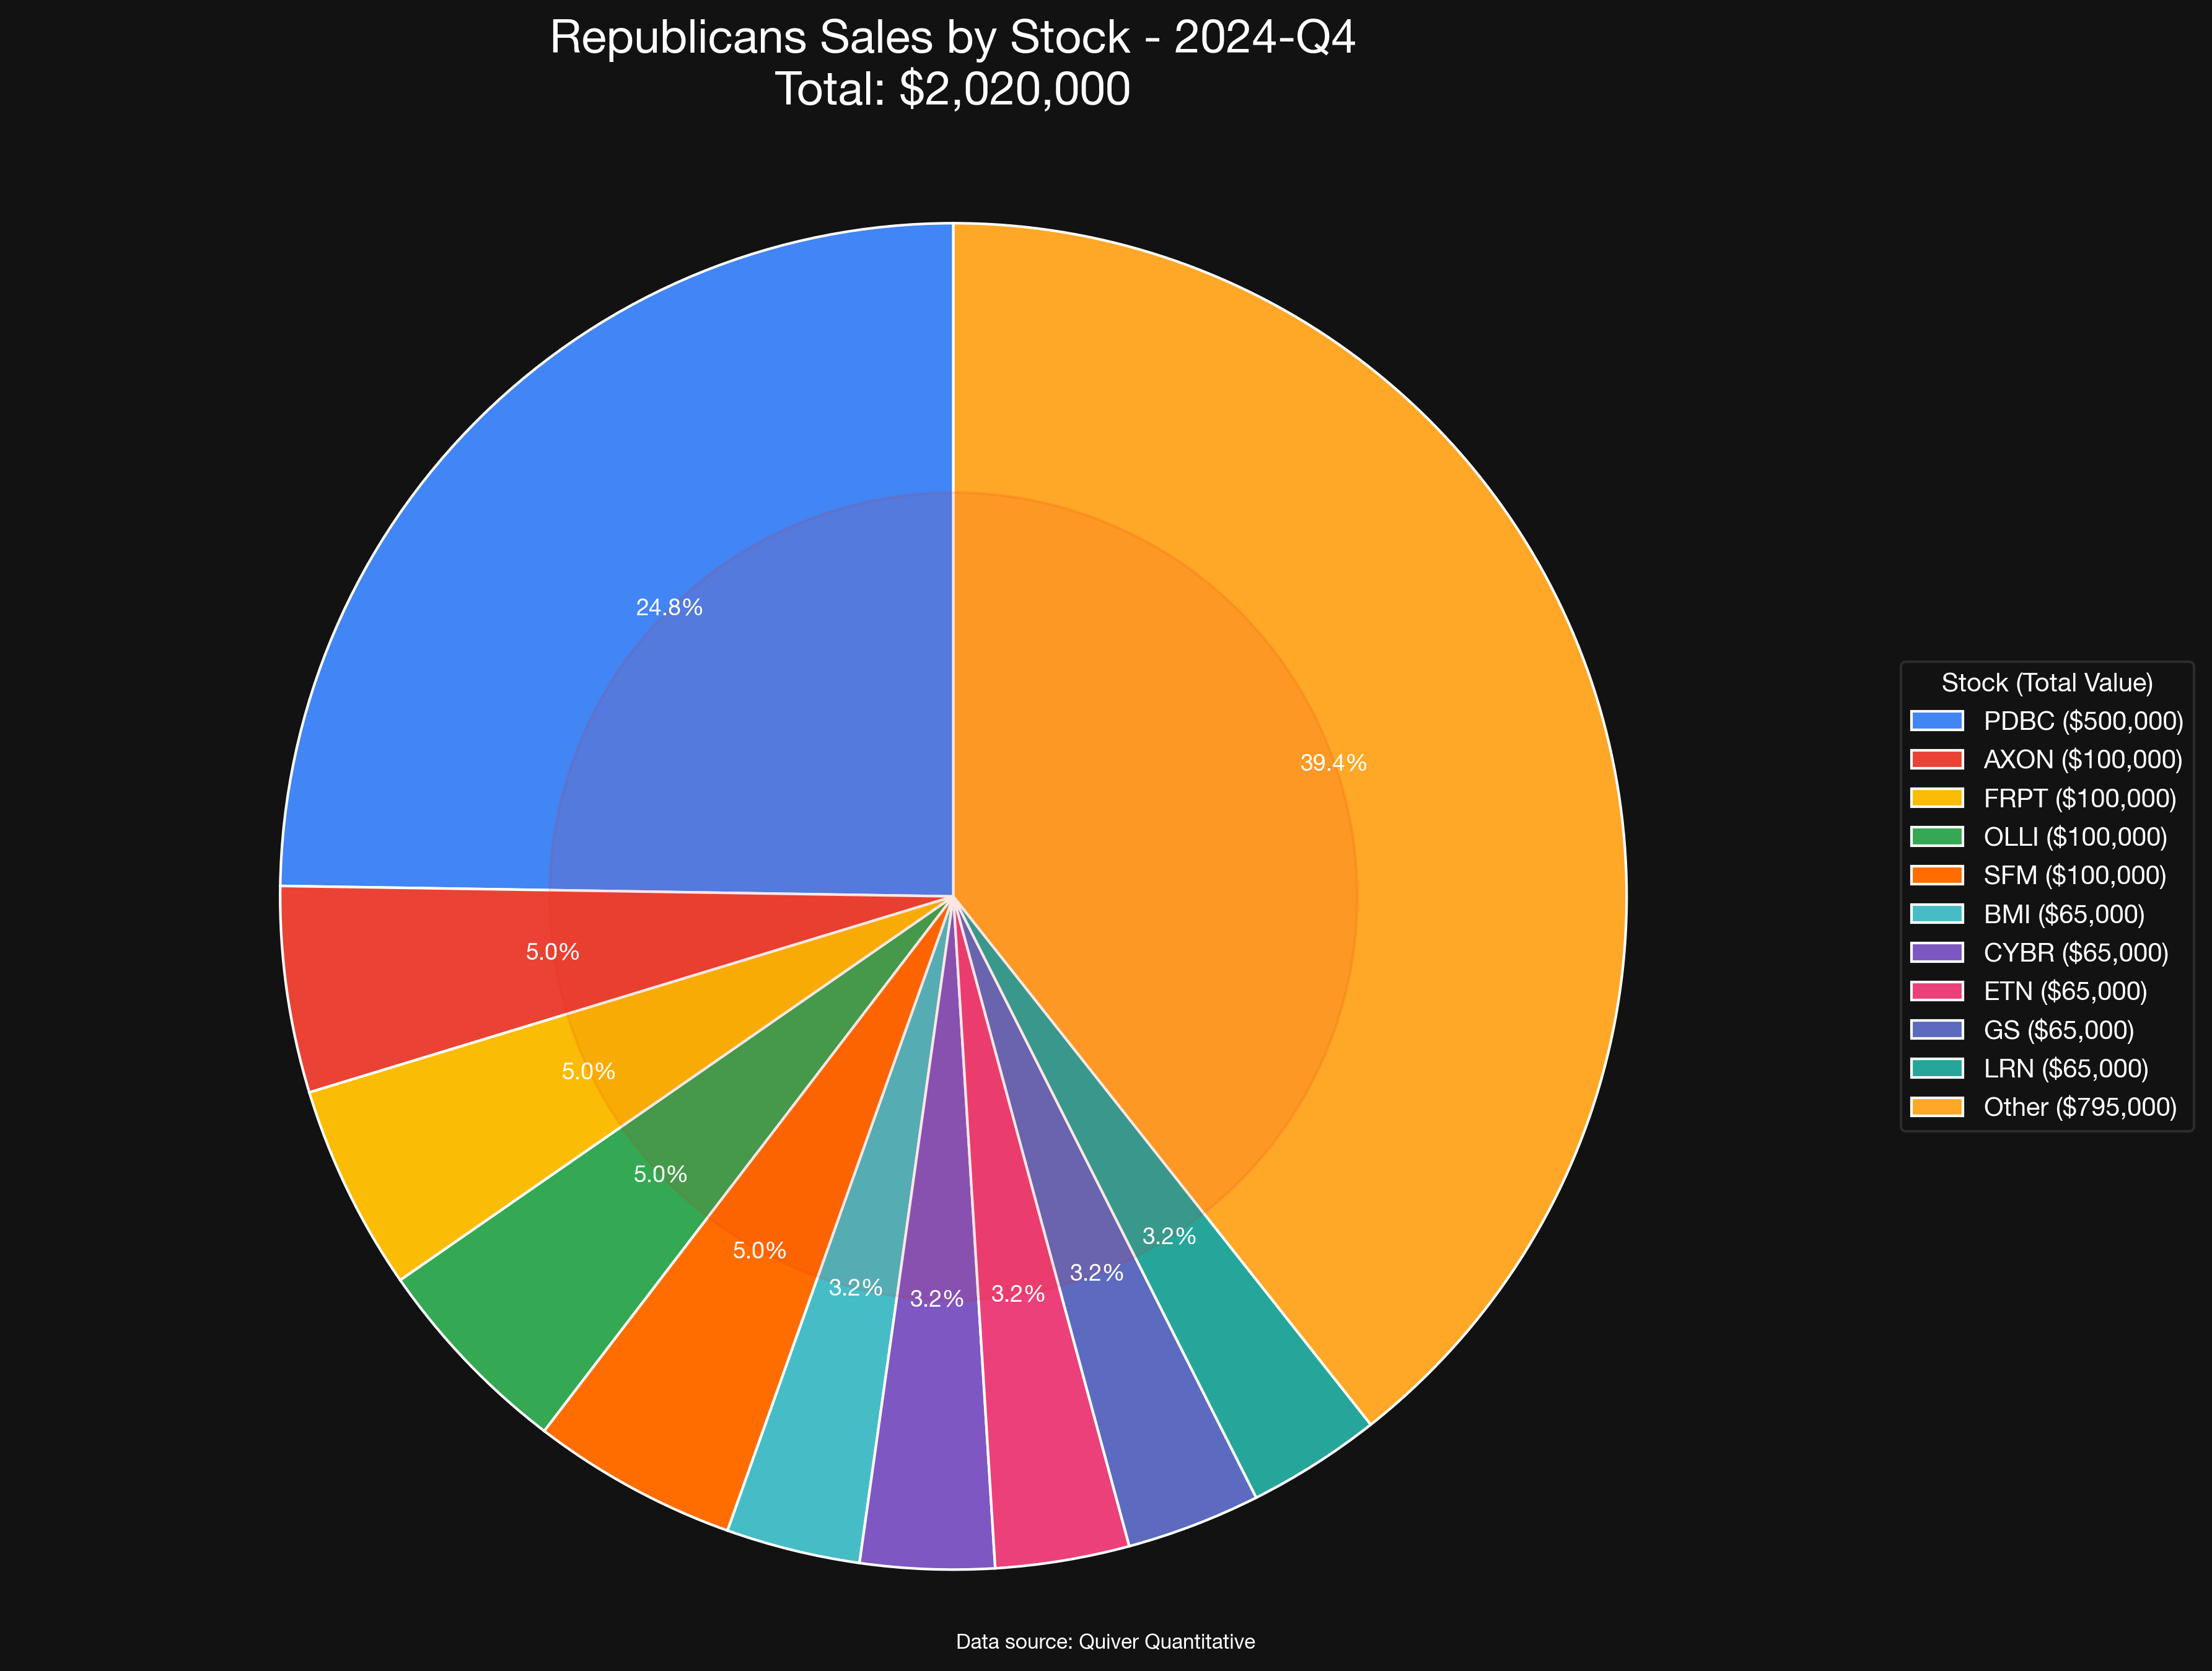 Republicans Sales by Stock - 2024-Q4
Total: $2,020,000
24.8%
39.4%
5.0%
5.0%
5.0%
5.0%
3.2%
3.2%
3.2%
3.2%
3.2%
Stock (Total Value)
PDBC ($500,000)
AXON ($100,000)
FRPT ($100,000)
OLLI ($100,000)
SFM ($100,000)
BMI ($65,000)
CYBR ($65,000)
ETN ($65,000)
GS ($65,000)
LRN ($65,000)
Other ($795,000)
Data source: Quiver Quantitative